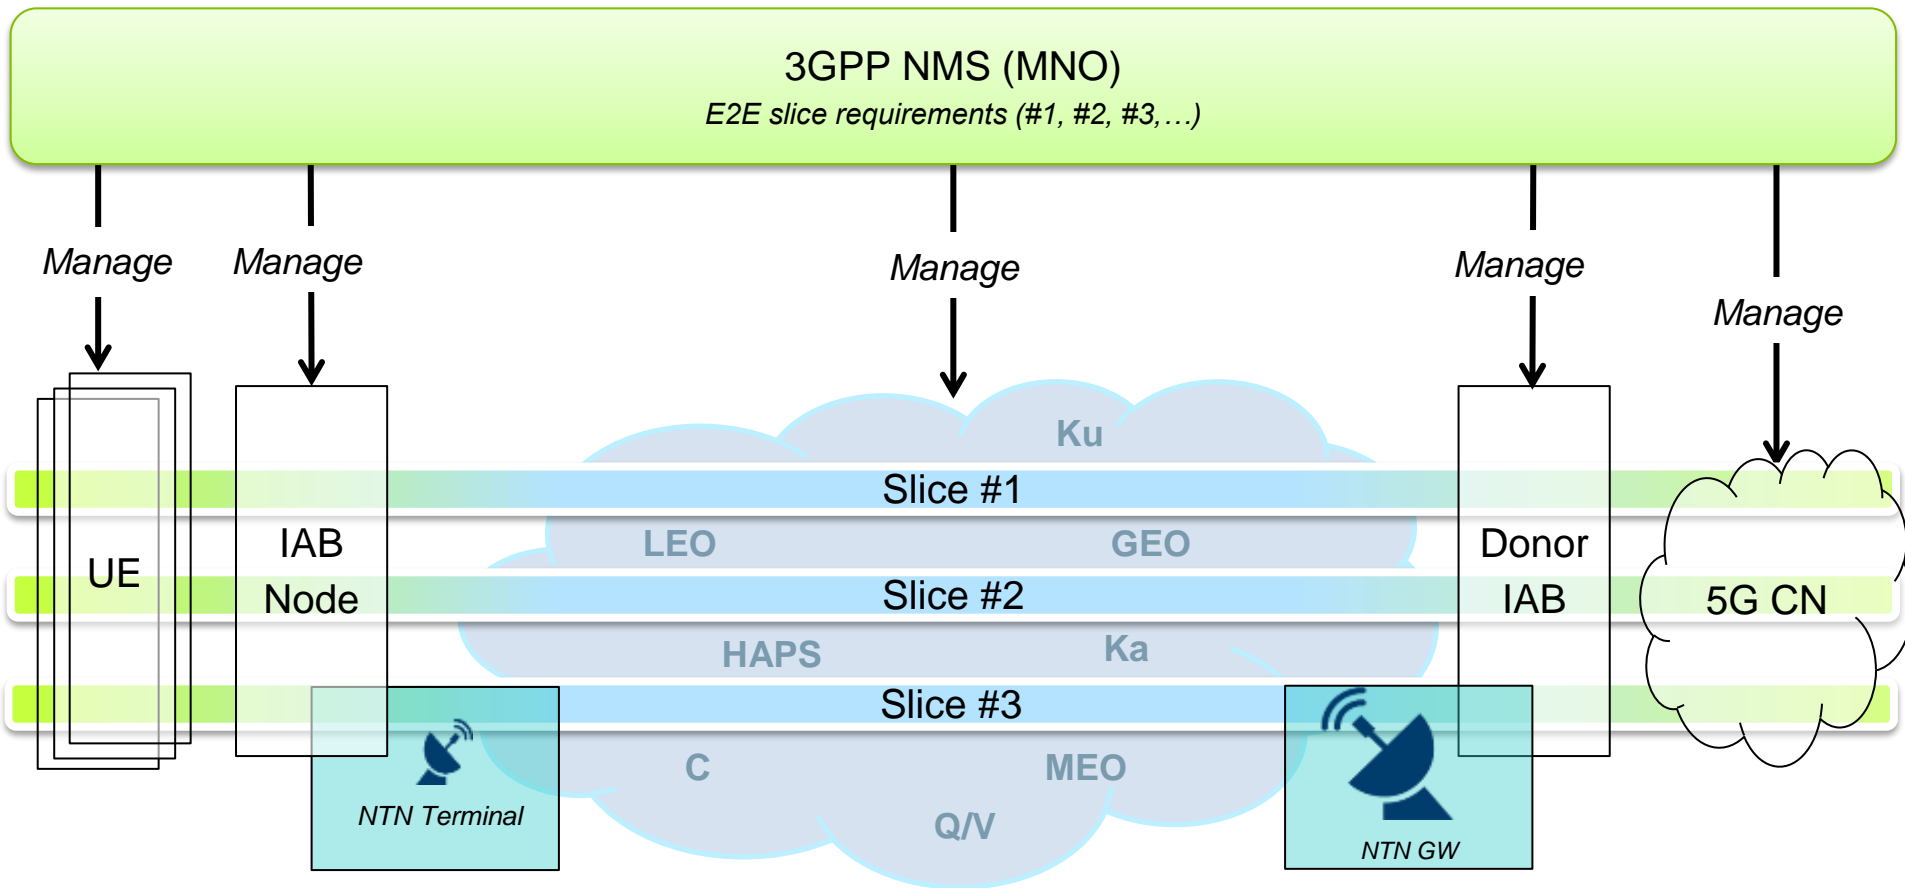 3GPP NMS (MNO)
E2E slice requirements (#1, #2, #3,…)
Manage
Manage
Manage
Manage
Manage
Ku
Slice #1
LEO
GEO
UE
IAB
Node
Slice #2
Donor
IAB
5G CN
HAPS
Ka
Slice #3
C
MEO
Q/V
NTN Terminal
NTN GW